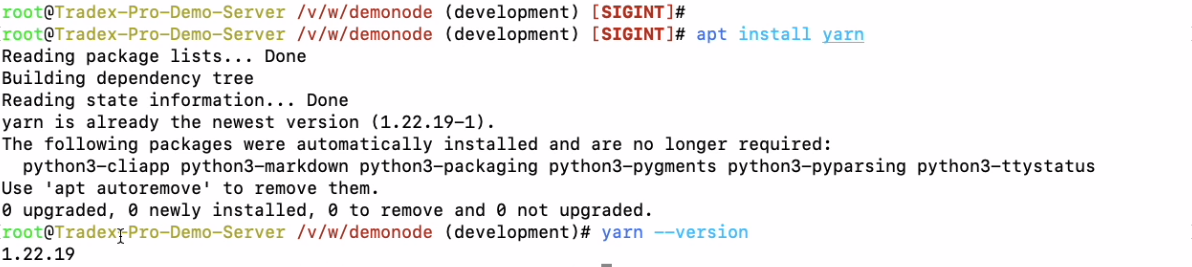 root@Tradex-Pro-Demo-Server /v/w/demonode (development) [SIGINT]#
root@Tradex-Pro-Demo-Server /v/w/demonode (development) [SIGINT]# apt install yarn
Reading package lists... Done
Building dependency tree
Reading state information... Done
yarn is already the newest version (1.22.19-1).
The following packages were automatically installed and are no longer required:
  python3-cliapp python3-markdown python3-packaging python3-pygments python3-pyparsing python3-ttystatus
Use 'apt autoremove' to remove them.
0 upgraded, 0 newly installed, 0 to remove and 0 not upgraded.
root@Tradex-Pro-Demo-Server /v/w/demonode (development)# yarn --version
1.22.19